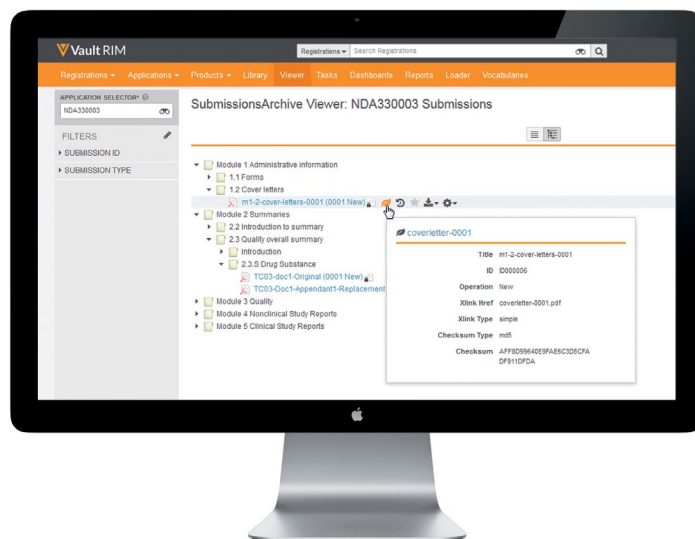 Vault RIM
Registrations
Search Registrations
Registrations Applications Products Library Viewer Tasks Dashboards Reports Loader Vocabularies
APPLICATION SELECTOR*
NDA330003
FILTERS
SUBMISSION ID
SUBMISSION TYPE
SubmissionsArchive Viewer: NDA330003 Submissions
Module 1 Administrative information
1.1 Forms
1.2 Cover letters
m1-2-cover-letters-0001 (0001 New)
Module 2 Summaries
2.2 Introduction to summary
2.3 Quality overall summary
Introduction
2.3.S Drug Substance
TC03-doc1-Original (0001 New)
TC03-Doc1-Appendant1-Replacement
Module 3 Quality
Module 4 Nonclinical Study Reports
Module 5 Clinical Study Reports
coverletter-0001
Title m1-2-cover-letters-0001
ID ID000006
Operation New
Xlink Href coverletter-0001.pdf
Xlink Type simple
Checksum Type md5
Checksum AFF8D99640E9FAE6C3D5CFA
DF911DFDA